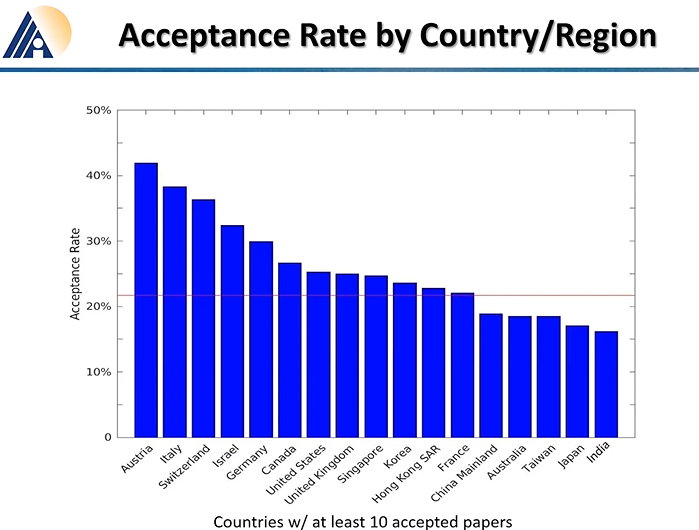 Acceptance Rate by Country/Region
50%
40%
30%
20%
10%
0
Acceptance Rate
Austria
Italy
Switzerland
Israel
Germany
Canada
United States
United Kingdom
Singapore
Korea
Hong Kong SAR
France
China Mainland
Australia
Taiwan
Japan
India
Countries w/ at least 10 accepted papers